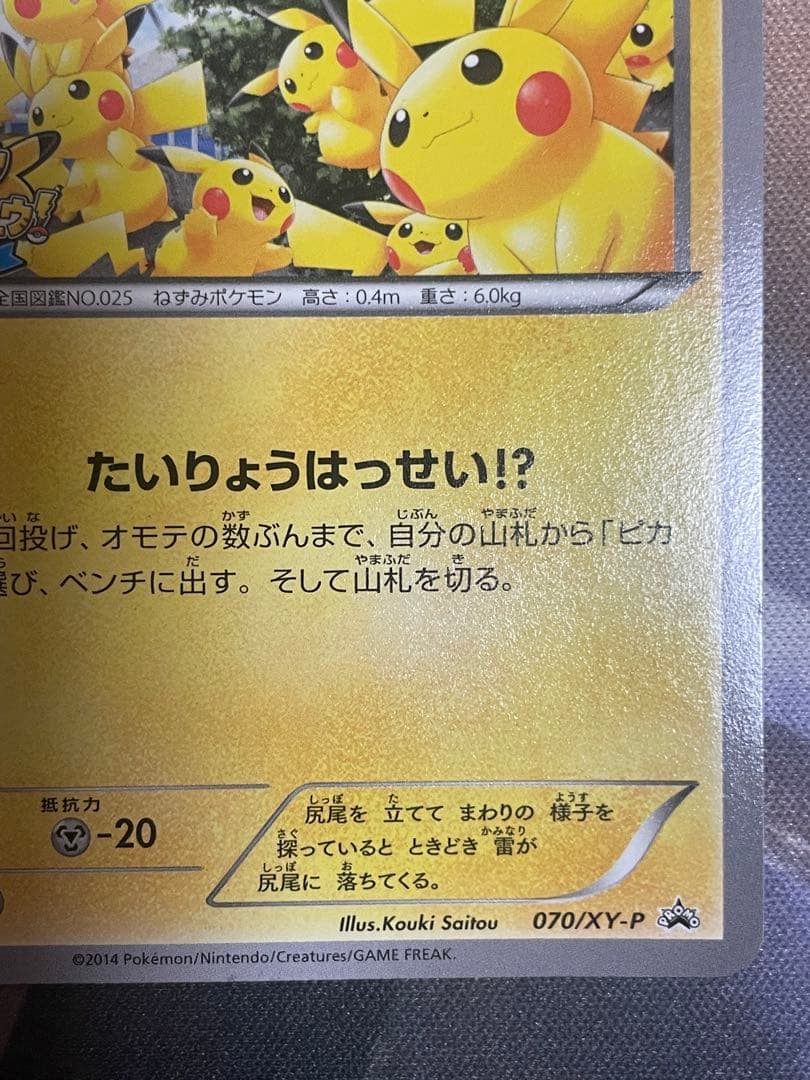 ゥ!
全国図鑑NO.025 ねずみポケモン 高さ:0.4m 重さ:6.0kg
たいりょうはっせい!?
回投げ、オモテの数ぶんまで、自分の山札から「ピカ
選び、ベンチに出す。そして山札を切る。
抵抗力
-20
尻尾を 立てて まわりの 様子を
探っていると ときどき 雷が
尻尾に 落ちてくる。
Illus.Kouki Saitou 070/XY-P PROMO
©2014 Pokémon/Nintendo/Creatures/GAME FREAK.